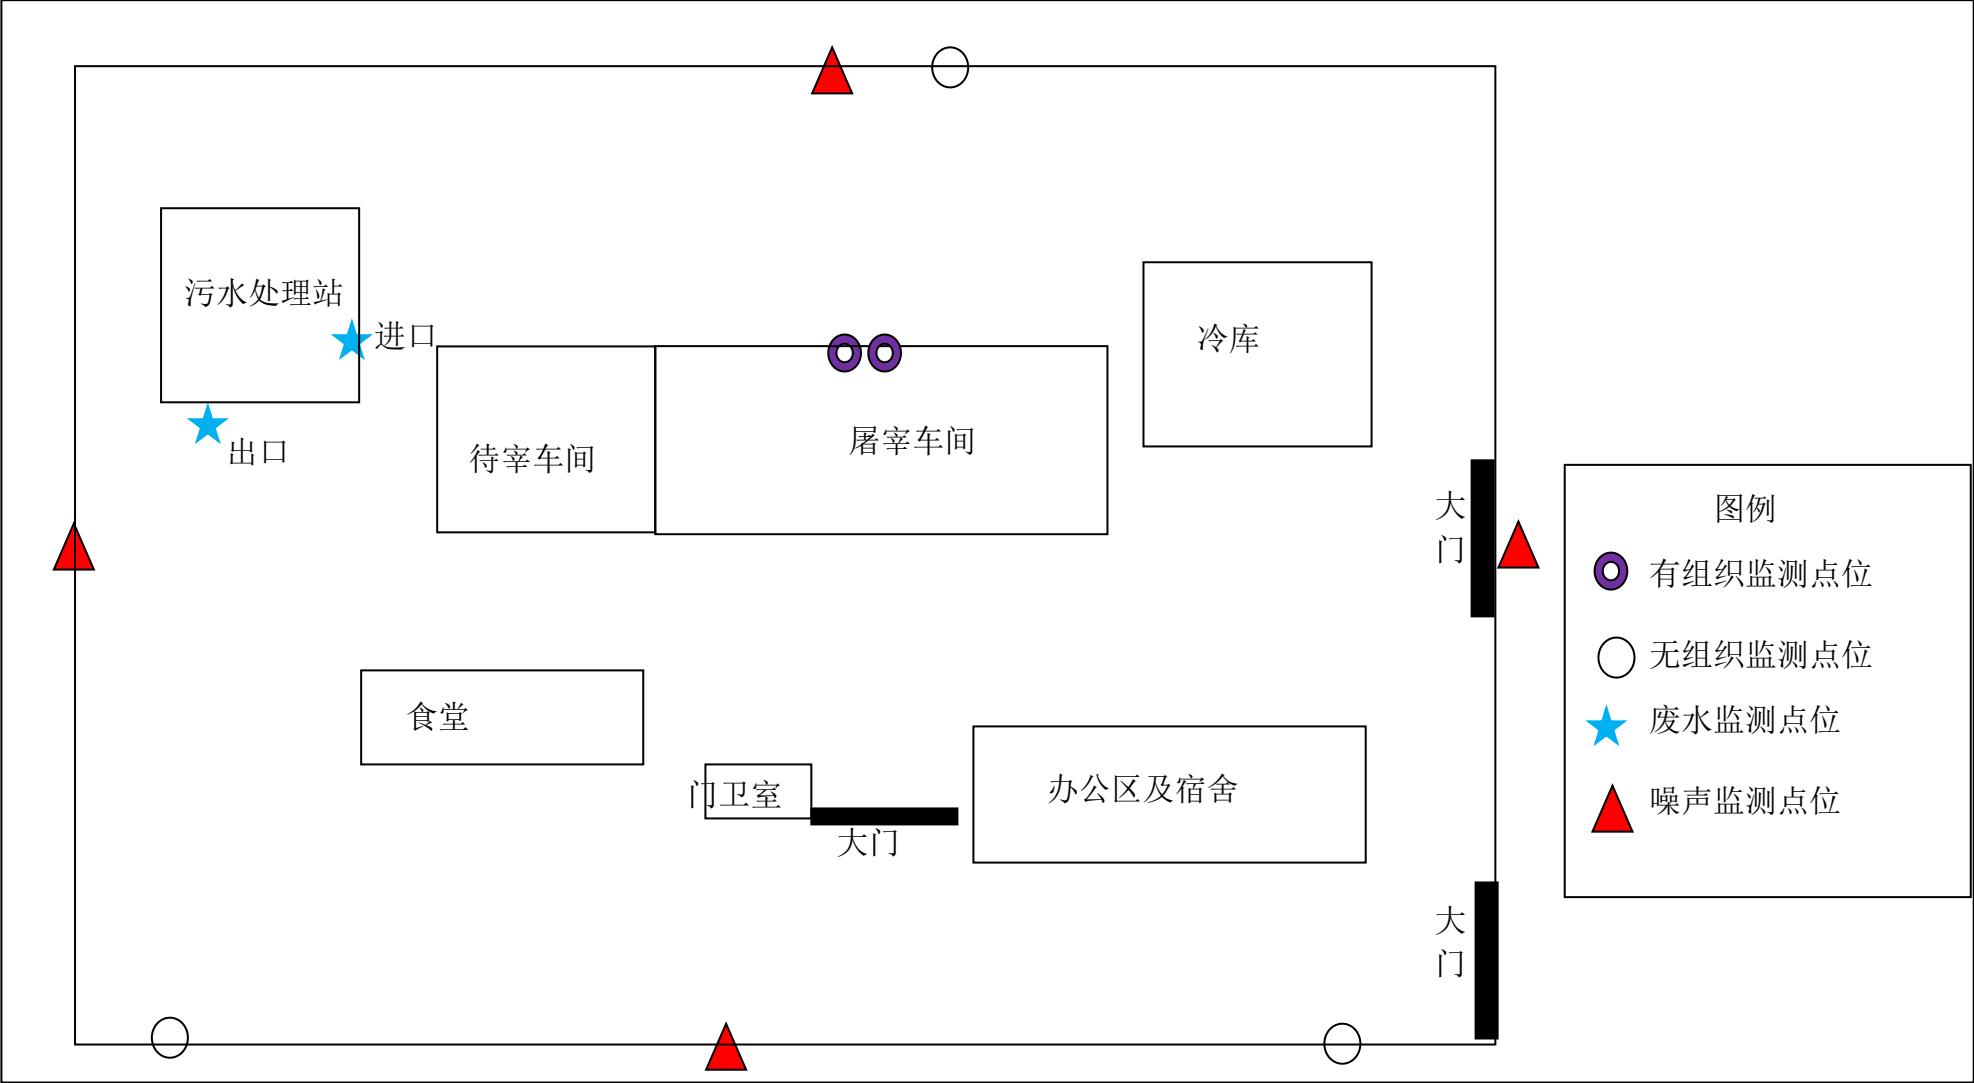 污水处理站
进口
出口
待宰车间
屠宰车间
冷库
大门
食堂
门卫室
大门
办公区及宿舍
大门
图例
有组织监测点位
无组织监测点位
废水监测点位
噪声监测点位